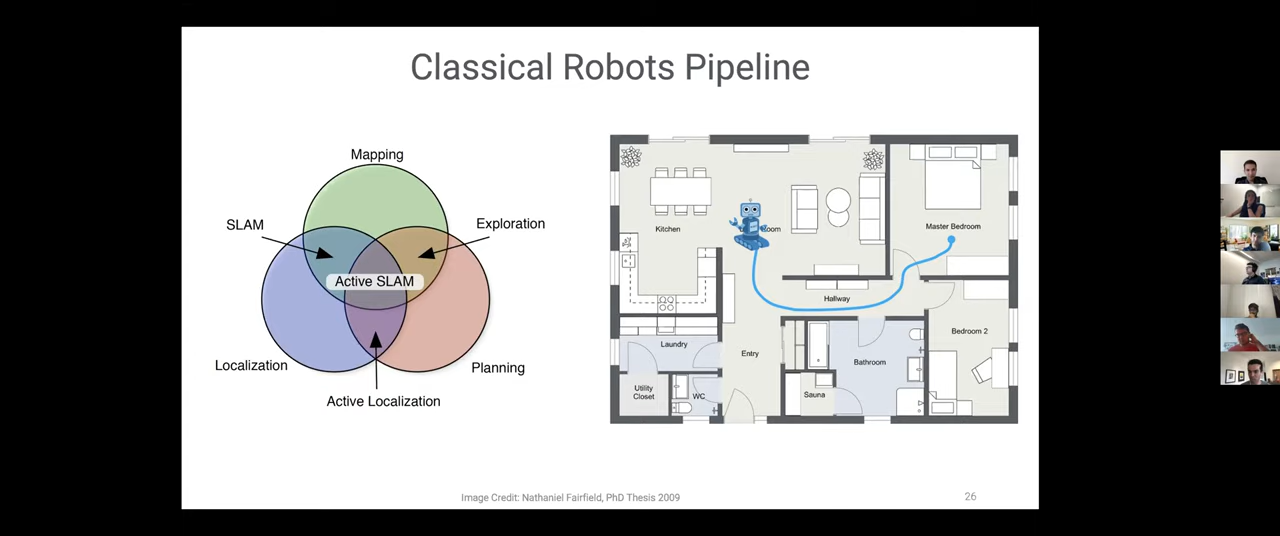 Classical Robots Pipeline
Mapping
SLAM
Exploration
Active SLAM
Localization
Planning
Active Localization
Kitchen
Master Bedroom
Hallway
Bedroom 2
Laundry
Entry
Bathroom
Utility
Closet
WC
Sauna
Image Credit: Nathaniel Fairfield, PhD Thesis 2009
26